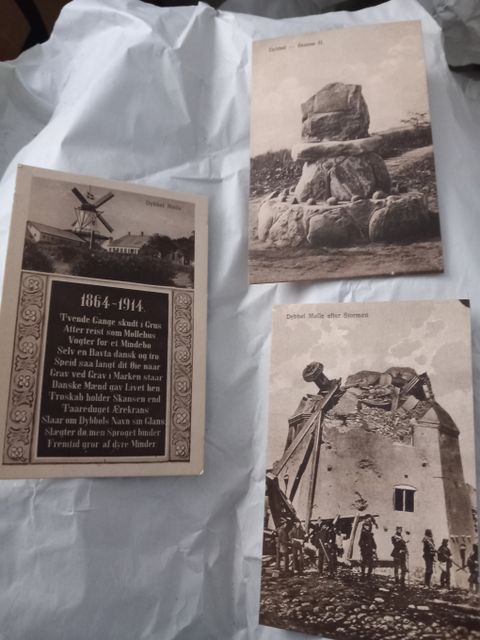 Dybbøl Mølle
1864-1914.
Tvende Gange skudt i Grus
Atter reist som Møllehus
Vogter for et Mindebo
Selv en Bavta dansk og tro
Speid saa langt dit Øie naar
Grav ved Grav i Marken staar
Danske Mænd gav Livet hen
Troskab holder Skansen end
Taareduget Ærekrans
Slaar om Dybbøls Navn sin Glans
Slægter du men Sproget binder
Fremtid gror af dyre Minder
Dybbøl — Skanse II.
Dybbøl Mølle efter Stormen